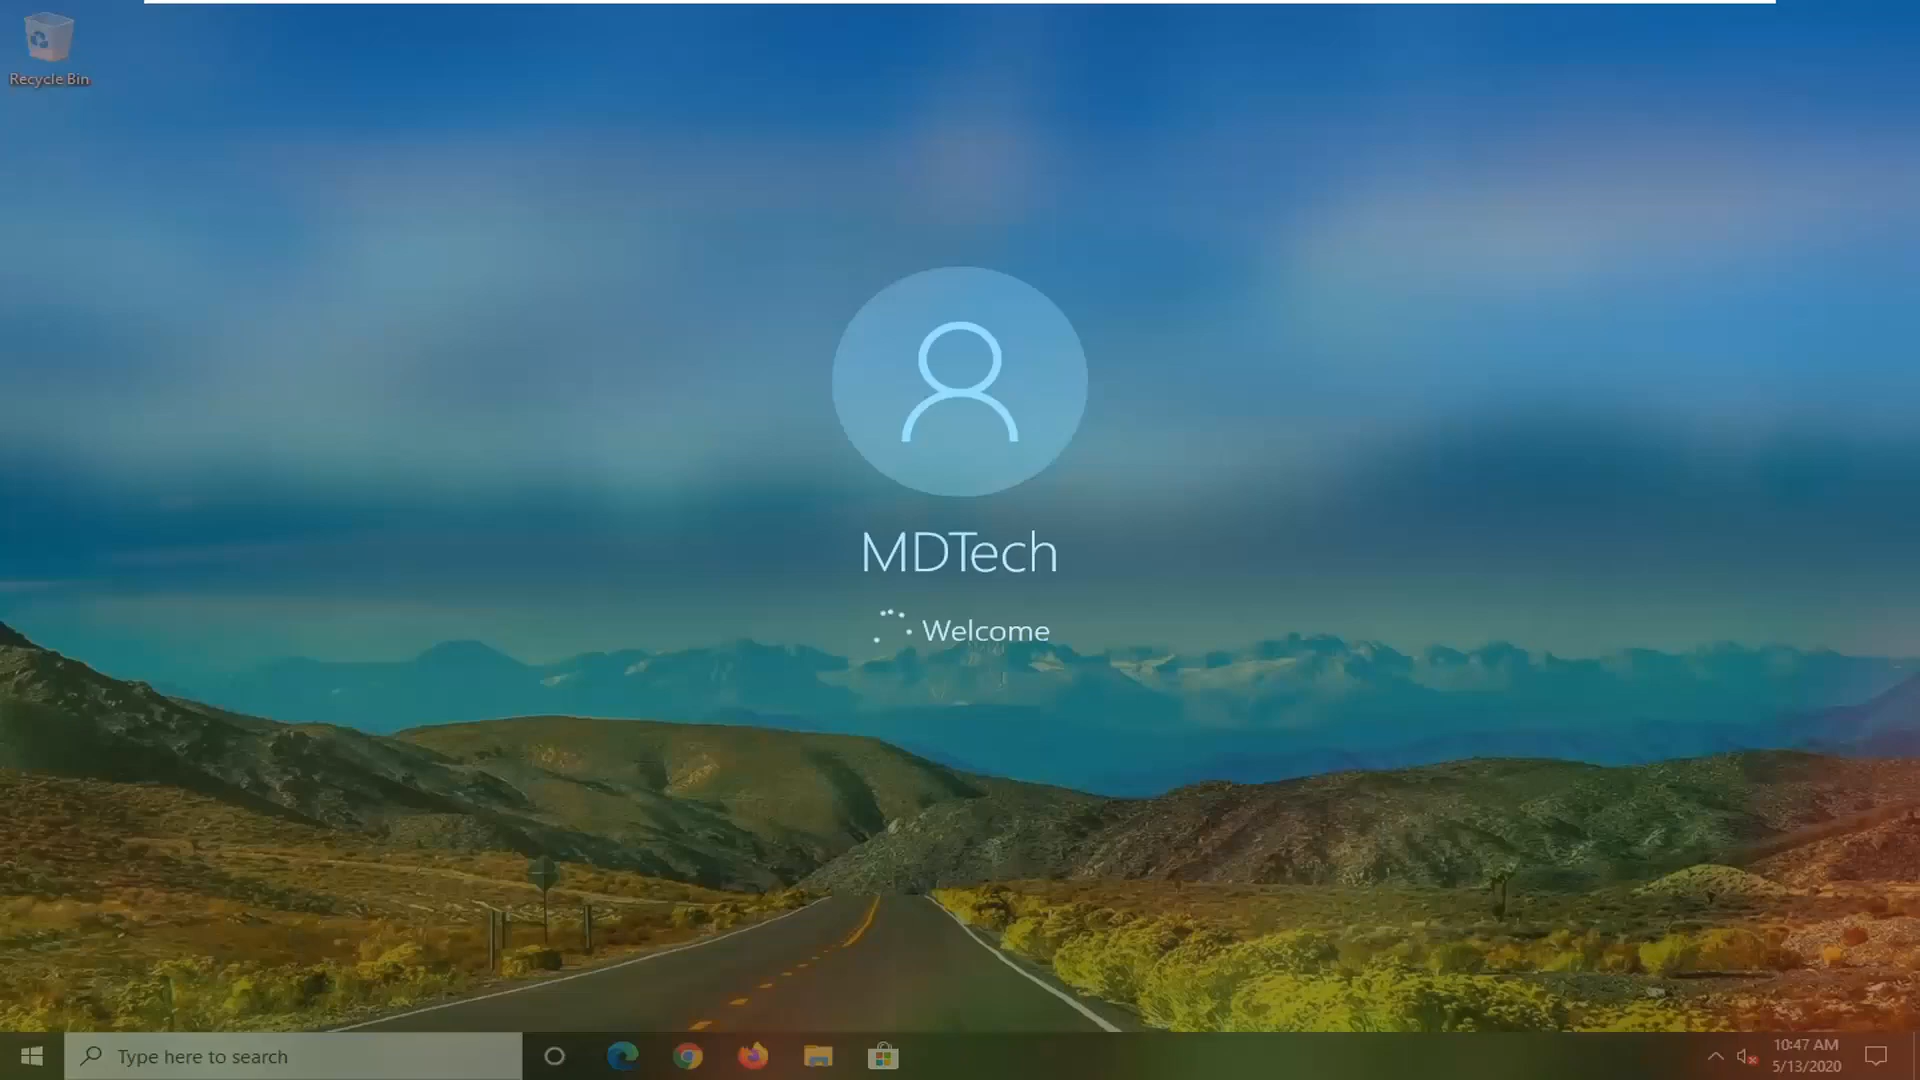 Recycle Bin
MDTech
Welcome
Type here to search
10:47 AM
5/13/2020